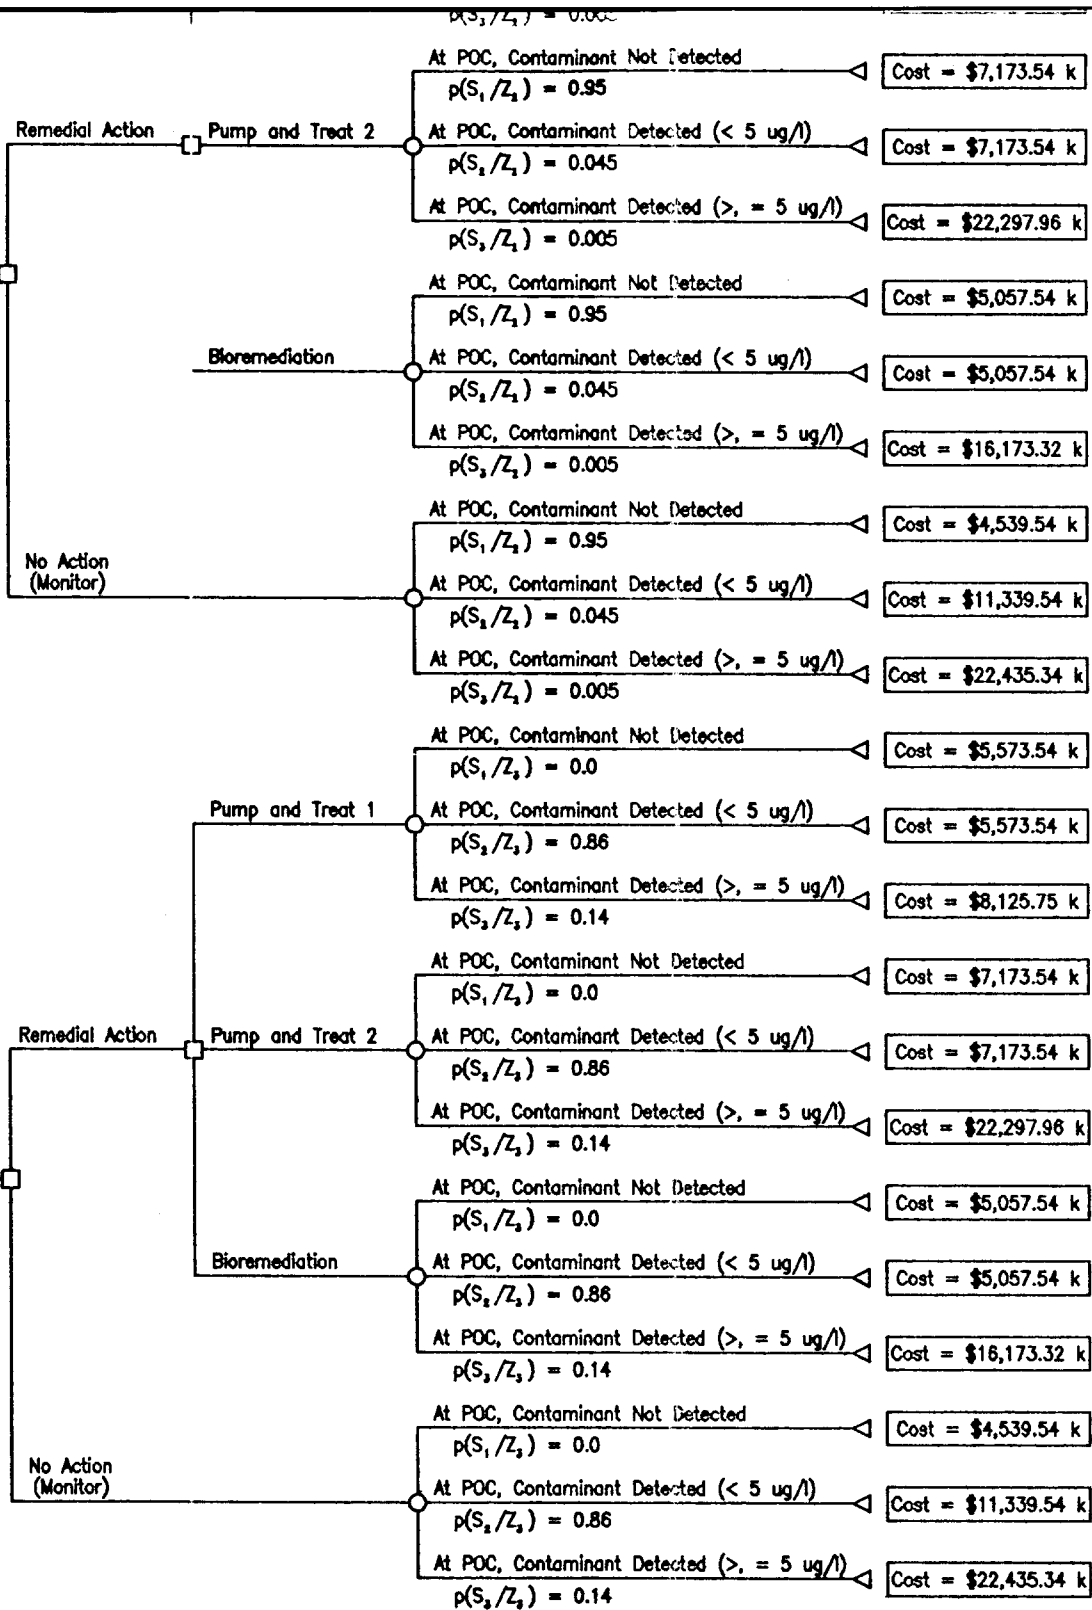 p(S₃/Z₂) = 0.005
At POC, Contaminant Not Detected
Cost = $7,173.54 k
p(S₁/Z₂) = 0.95
Remedial Action
Pump and Treat 2
At POC, Contaminant Detected (< 5 ug/l)
Cost = $7,173.54 k
p(S₂/Z₂) = 0.045
At POC, Contaminant Detected (>, = 5 ug/l)
Cost = $22,297.96 k
p(S₃/Z₂) = 0.005
At POC, Contaminant Not Detected
Cost = $5,057.54 k
p(S₁/Z₂) = 0.95
Bioremediation
At POC, Contaminant Detected (< 5 ug/l)
Cost = $5,057.54 k
p(S₂/Z₂) = 0.045
At POC, Contaminant Detected (>, = 5 ug/l)
Cost = $16,173.32 k
p(S₃/Z₂) = 0.005
At POC, Contaminant Not Detected
Cost = $4,539.54 k
p(S₁/Z₂) = 0.95
No Action
(Monitor)
At POC, Contaminant Detected (< 5 ug/l)
Cost = $11,339.54 k
p(S₂/Z₂) = 0.045
At POC, Contaminant Detected (>, = 5 ug/l)
Cost = $22,435.34 k
p(S₃/Z₂) = 0.005
At POC, Contaminant Not Detected
Cost = $5,573.54 k
p(S₁/Z₃) = 0.0
Pump and Treat 1
At POC, Contaminant Detected (< 5 ug/l)
Cost = $5,573.54 k
p(S₂/Z₃) = 0.86
At POC, Contaminant Detected (>, = 5 ug/l)
Cost = $8,125.75 k
p(S₃/Z₃) = 0.14
At POC, Contaminant Not Detected
Cost = $7,173.54 k
p(S₁/Z₃) = 0.0
Remedial Action
Pump and Treat 2
At POC, Contaminant Detected (< 5 ug/l)
Cost = $7,173.54 k
p(S₂/Z₃) = 0.86
At POC, Contaminant Detected (>, = 5 ug/l)
Cost = $22,297.96 k
p(S₃/Z₃) = 0.14
At POC, Contaminant Not Detected
Cost = $5,057.54 k
p(S₁/Z₃) = 0.0
Bioremediation
At POC, Contaminant Detected (< 5 ug/l)
Cost = $5,057.54 k
p(S₂/Z₃) = 0.86
At POC, Contaminant Detected (>, = 5 ug/l)
Cost = $16,173.32 k
p(S₃/Z₃) = 0.14
At POC, Contaminant Not Detected
Cost = $4,539.54 k
p(S₁/Z₃) = 0.0
No Action
(Monitor)
At POC, Contaminant Detected (< 5 ug/l)
Cost = $11,339.54 k
p(S₂/Z₃) = 0.86
At POC, Contaminant Detected (>, = 5 ug/l)
Cost = $22,435.34 k
p(S₃/Z₃) = 0.14